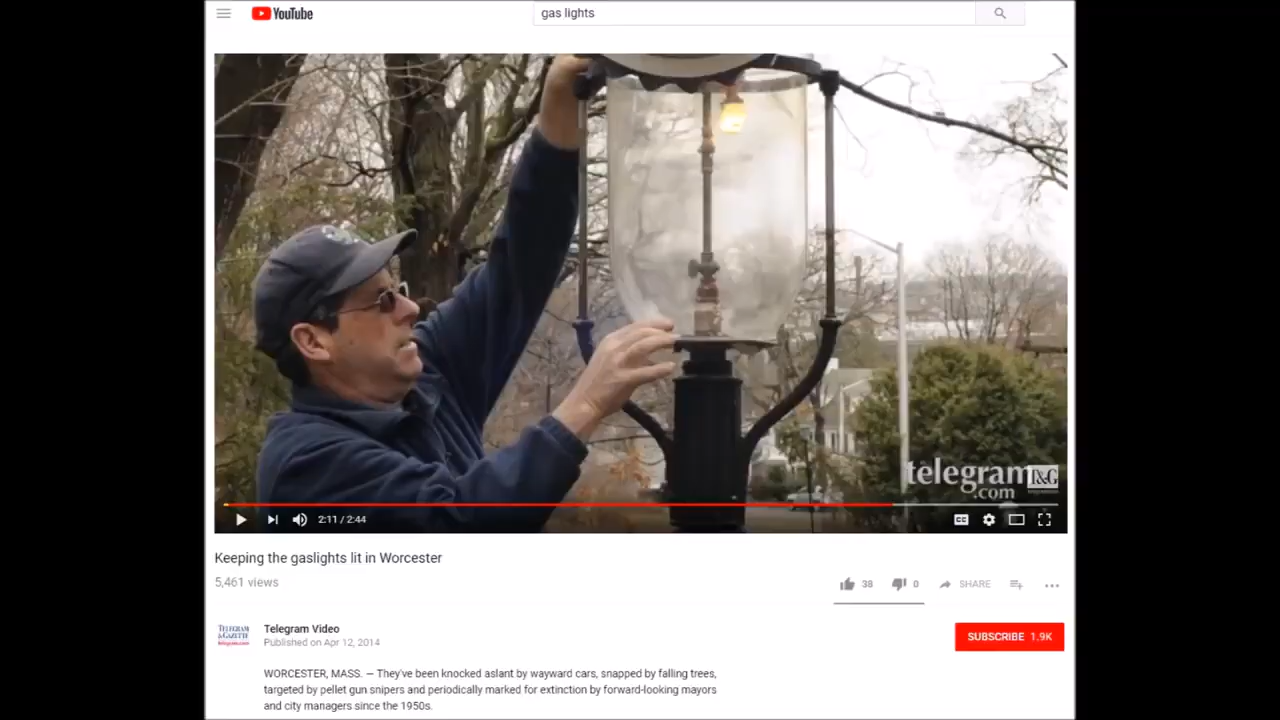 YouTube
gas lights
telegram T&G
.com
2:11 / 2:44
CC
Keeping the gaslights lit in Worcester
5,461 views
38
0
SHARE
TELEGRAM
& GAZETTE
Telegram Video
Published on Apr 12, 2014
SUBSCRIBE 1.9K
WORCESTER, MASS. — They've been knocked aslant by wayward cars, snapped by falling trees,
targeted by pellet gun snipers and periodically marked for extinction by forward-looking mayors
and city managers since the 1950s.